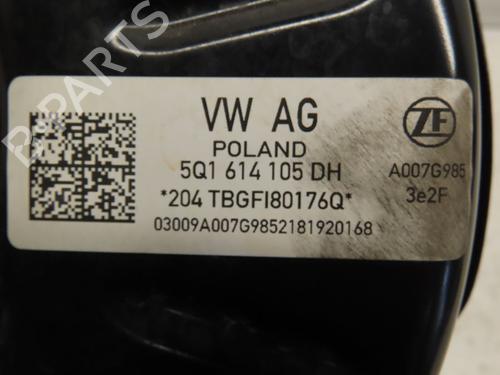 B-PARTS
VW AG
POLAND
5Q1 614 105 DH
*204 TBGFI80176Q*
03009A007G9852181920168
ZF
A007G985
3e2F